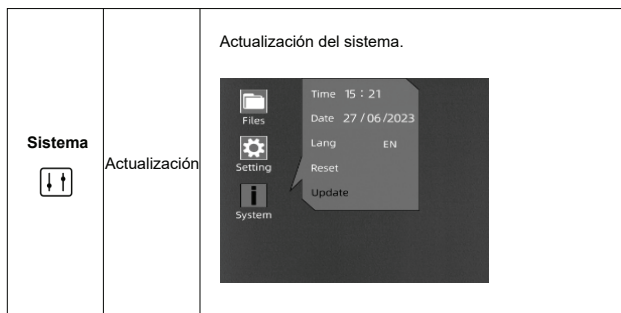 Actualización del sistema.
Sistema
Actualización
Files
Setting
System
Time 15 : 21
Date 27 / 06 /2023
Lang EN
Reset
Update